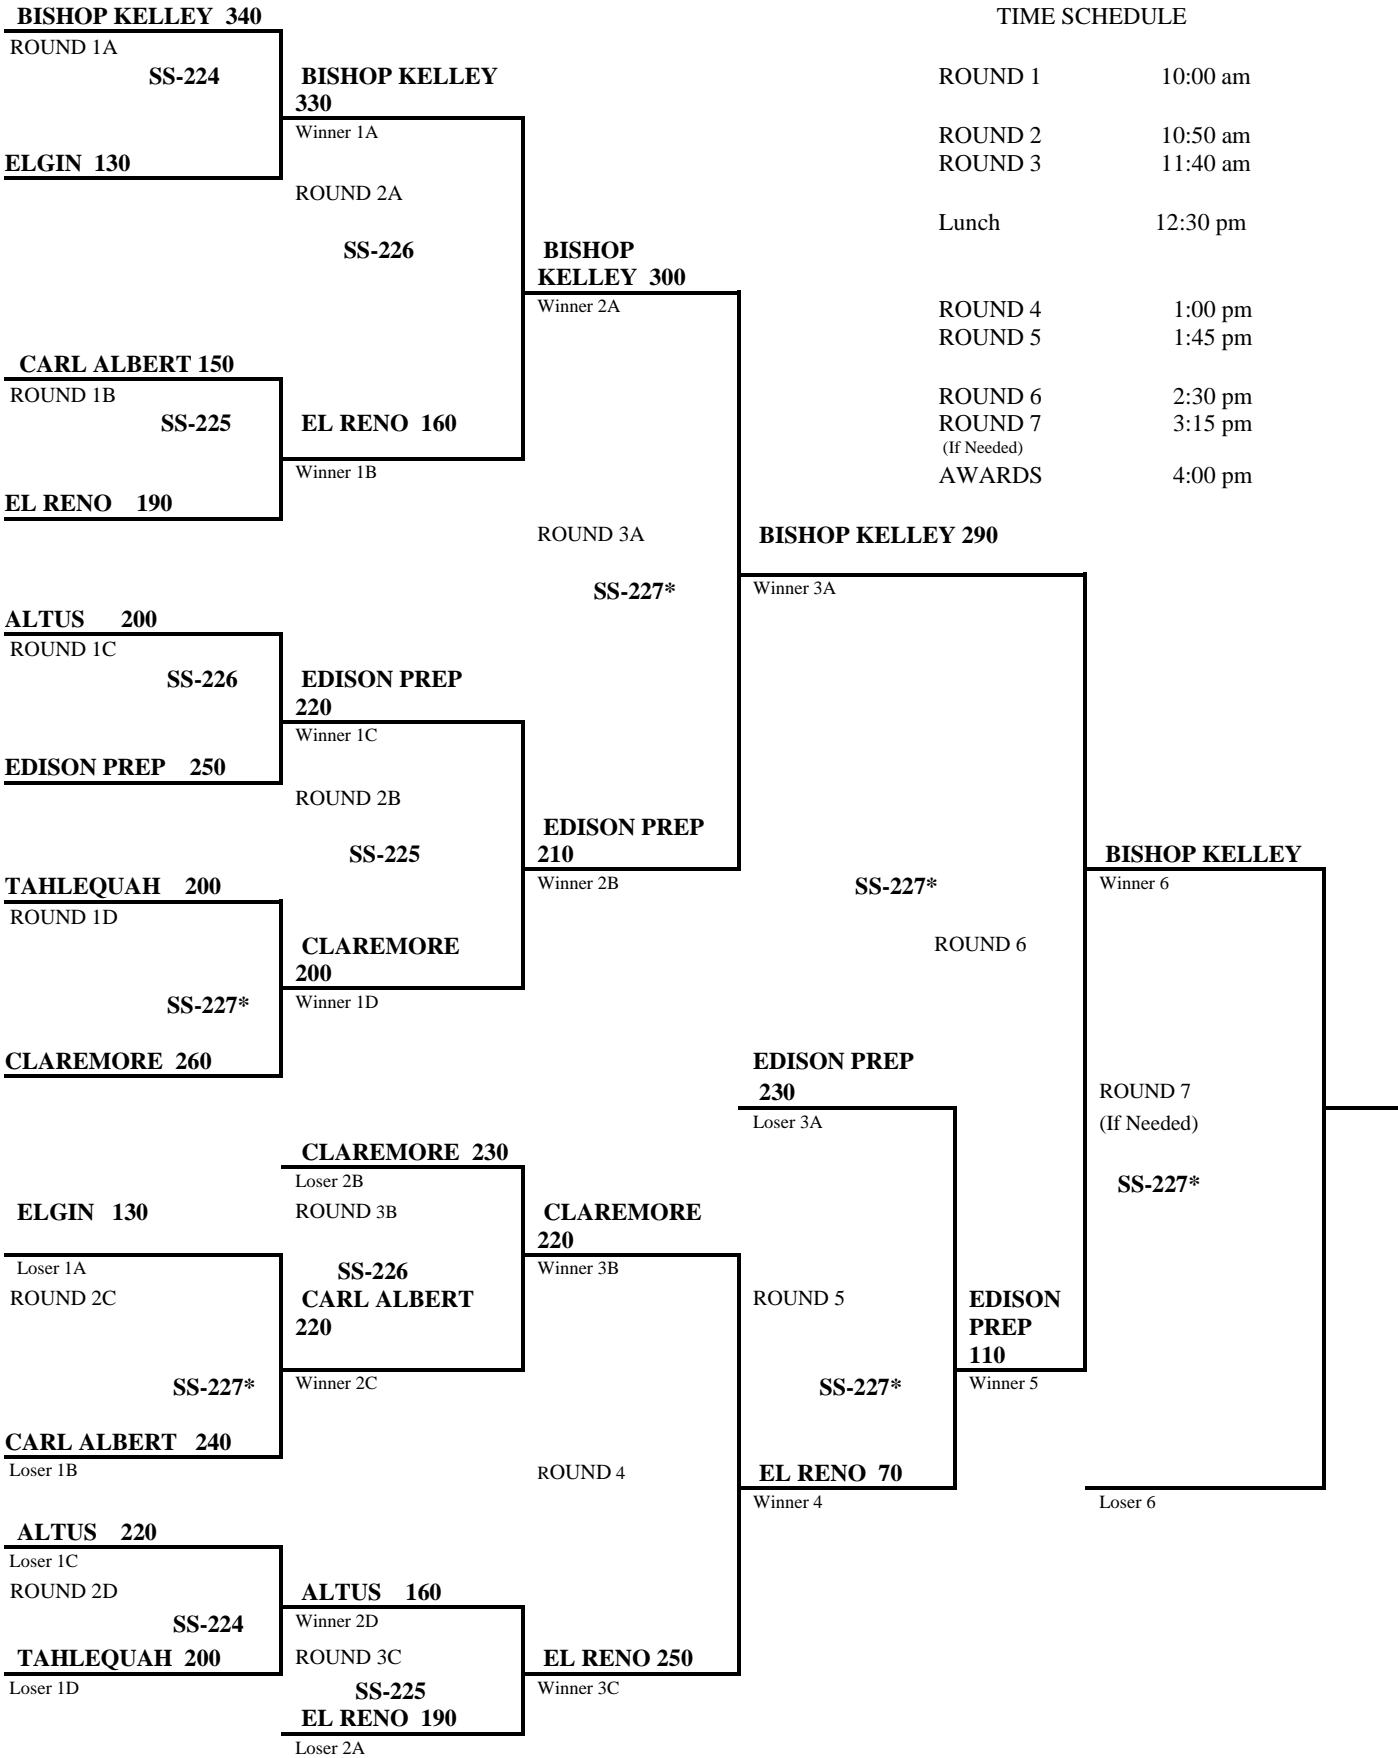 BISHOP KELLEY 340
TIME SCHEDULE
ROUND 1A
SS-224
BISHOP KELLEY
330
ROUND 1 10:00 am
Winner 1A
ROUND 2 10:50 am
ELGIN 130
ROUND 3 11:40 am
ROUND 2A
Lunch 12:30 pm
SS-226
BISHOP
KELLEY 300
Winner 2A
ROUND 4 1:00 pm
ROUND 5 1:45 pm
CARL ALBERT 150
ROUND 1B
ROUND 6 2:30 pm
SS-225
EL RENO 160
ROUND 7 3:15 pm
(If Needed)
Winner 1B
AWARDS 4:00 pm
EL RENO 190
ROUND 3A
BISHOP KELLEY 290
SS-227*
Winner 3A
ALTUS 200
ROUND 1C
SS-226
EDISON PREP
220
Winner 1C
EDISON PREP 250
ROUND 2B
EDISON PREP
210
SS-225
BISHOP KELLEY
Winner 2B
Winner 6
TAHLEQUAH 200
SS-227*
ROUND 1D
CLAREMORE
200
ROUND 6
SS-227*
Winner 1D
CLAREMORE 260
EDISON PREP
230
ROUND 7
Loser 3A
(If Needed)
CLAREMORE 230
Loser 2B
SS-227*
ELGIN 130
ROUND 3B
CLAREMORE
220
Loser 1A
SS-226
Winner 3B
ROUND 2C
CARL ALBERT
220
ROUND 5
EDISON
PREP
110
SS-227*
Winner 2C
SS-227*
Winner 5
CARL ALBERT 240
Loser 1B
ROUND 4
EL RENO 70
Winner 4
Loser 6
ALTUS 220
Loser 1C
ROUND 2D
ALTUS 160
SS-224
Winner 2D
TAHLEQUAH 200
ROUND 3C
EL RENO 250
Loser 1D
SS-225
Winner 3C
EL RENO 190
Loser 2A